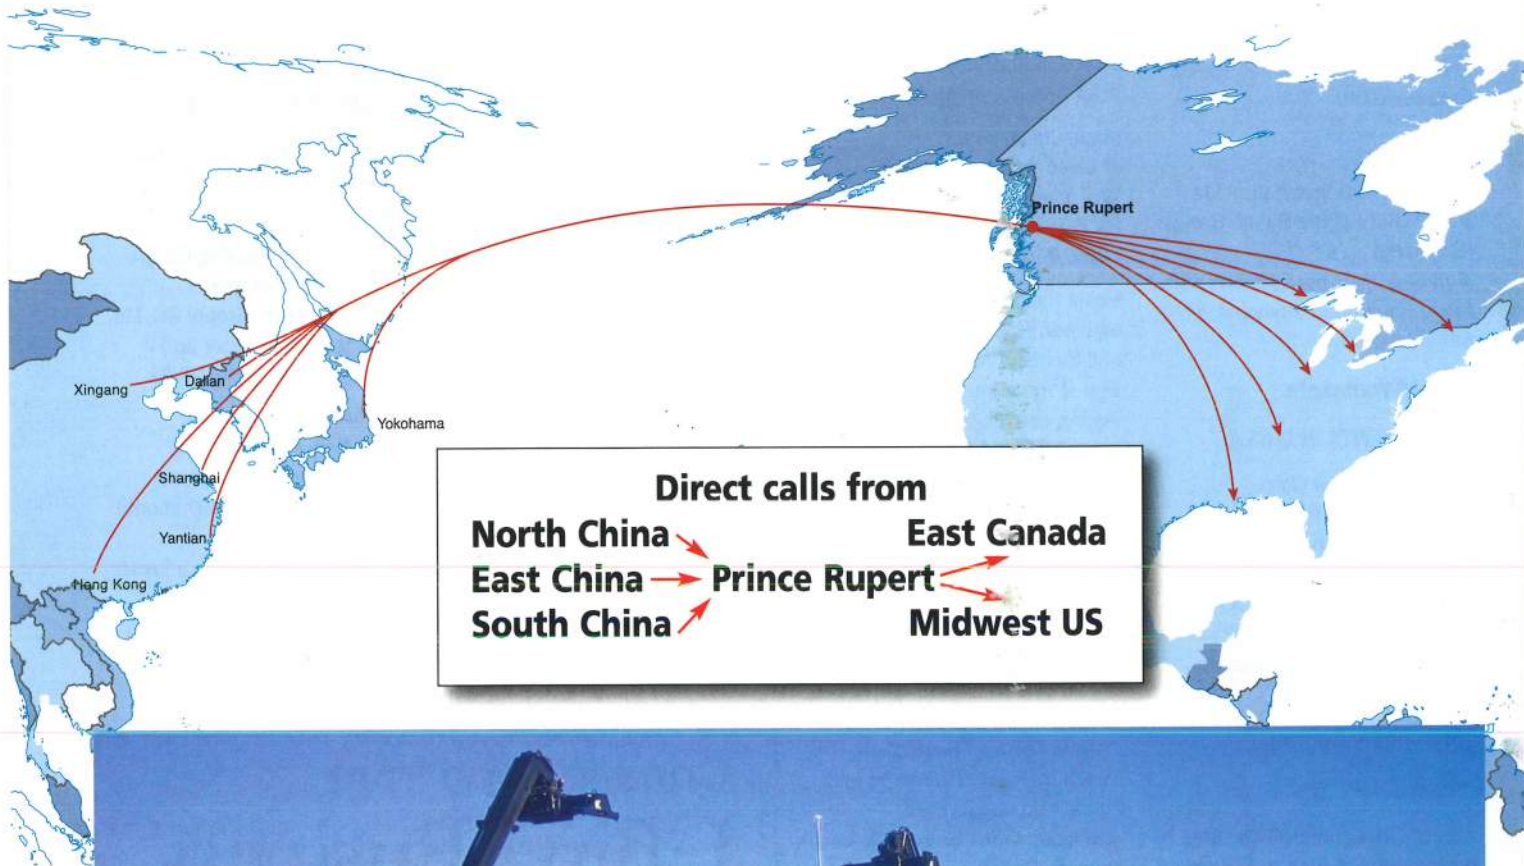 Prince Rupert
Xingang
Dalian
Yokohama
Shanghai
Yantian
Hong Kong
Direct calls from
North China
East Canada
East China
Prince Rupert
South China
Midwest US